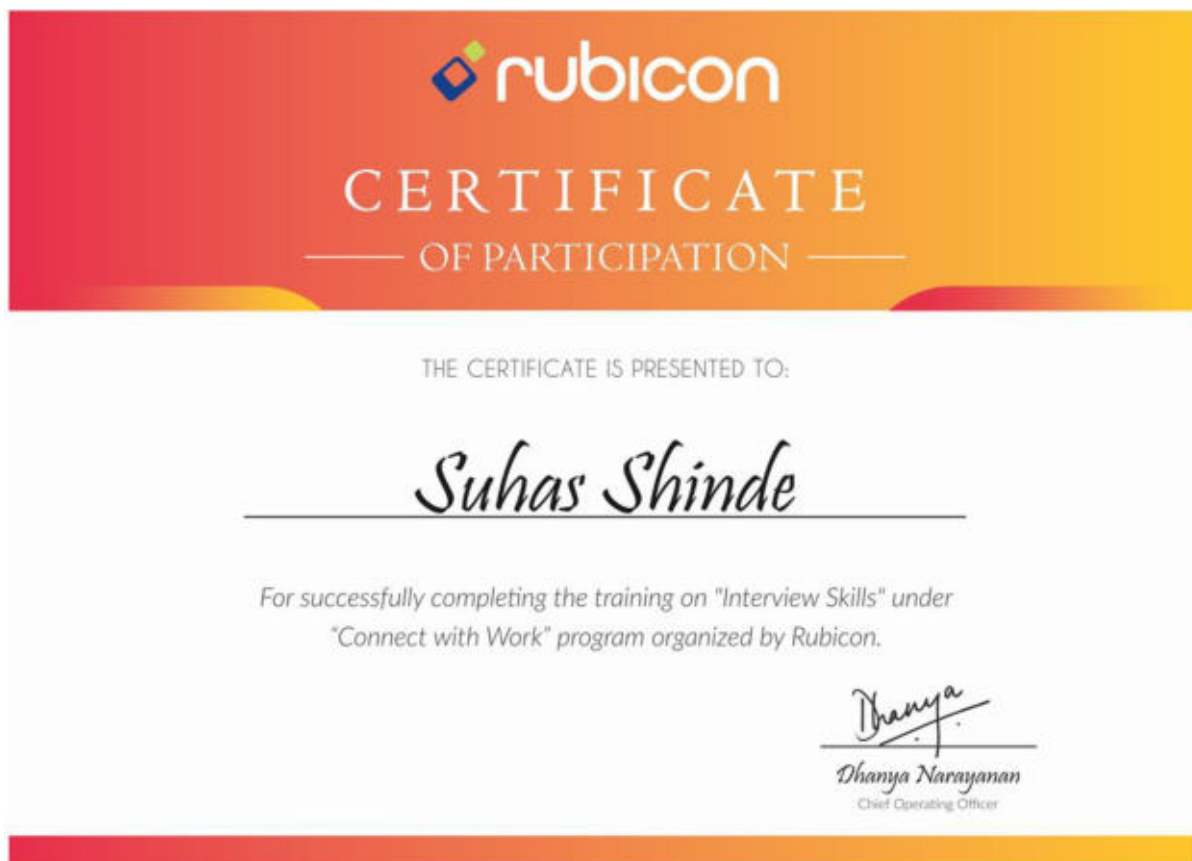 rubicon
CERTIFICATE
OF PARTICIPATION
THE CERTIFICATE IS PRESENTED TO:
Suhas Shinde
For successfully completing the training on "Interview Skills" under
"Connect with Work" program organized by Rubicon.
Dhanya
Dhanya Narayanan
Chief Operating Officer